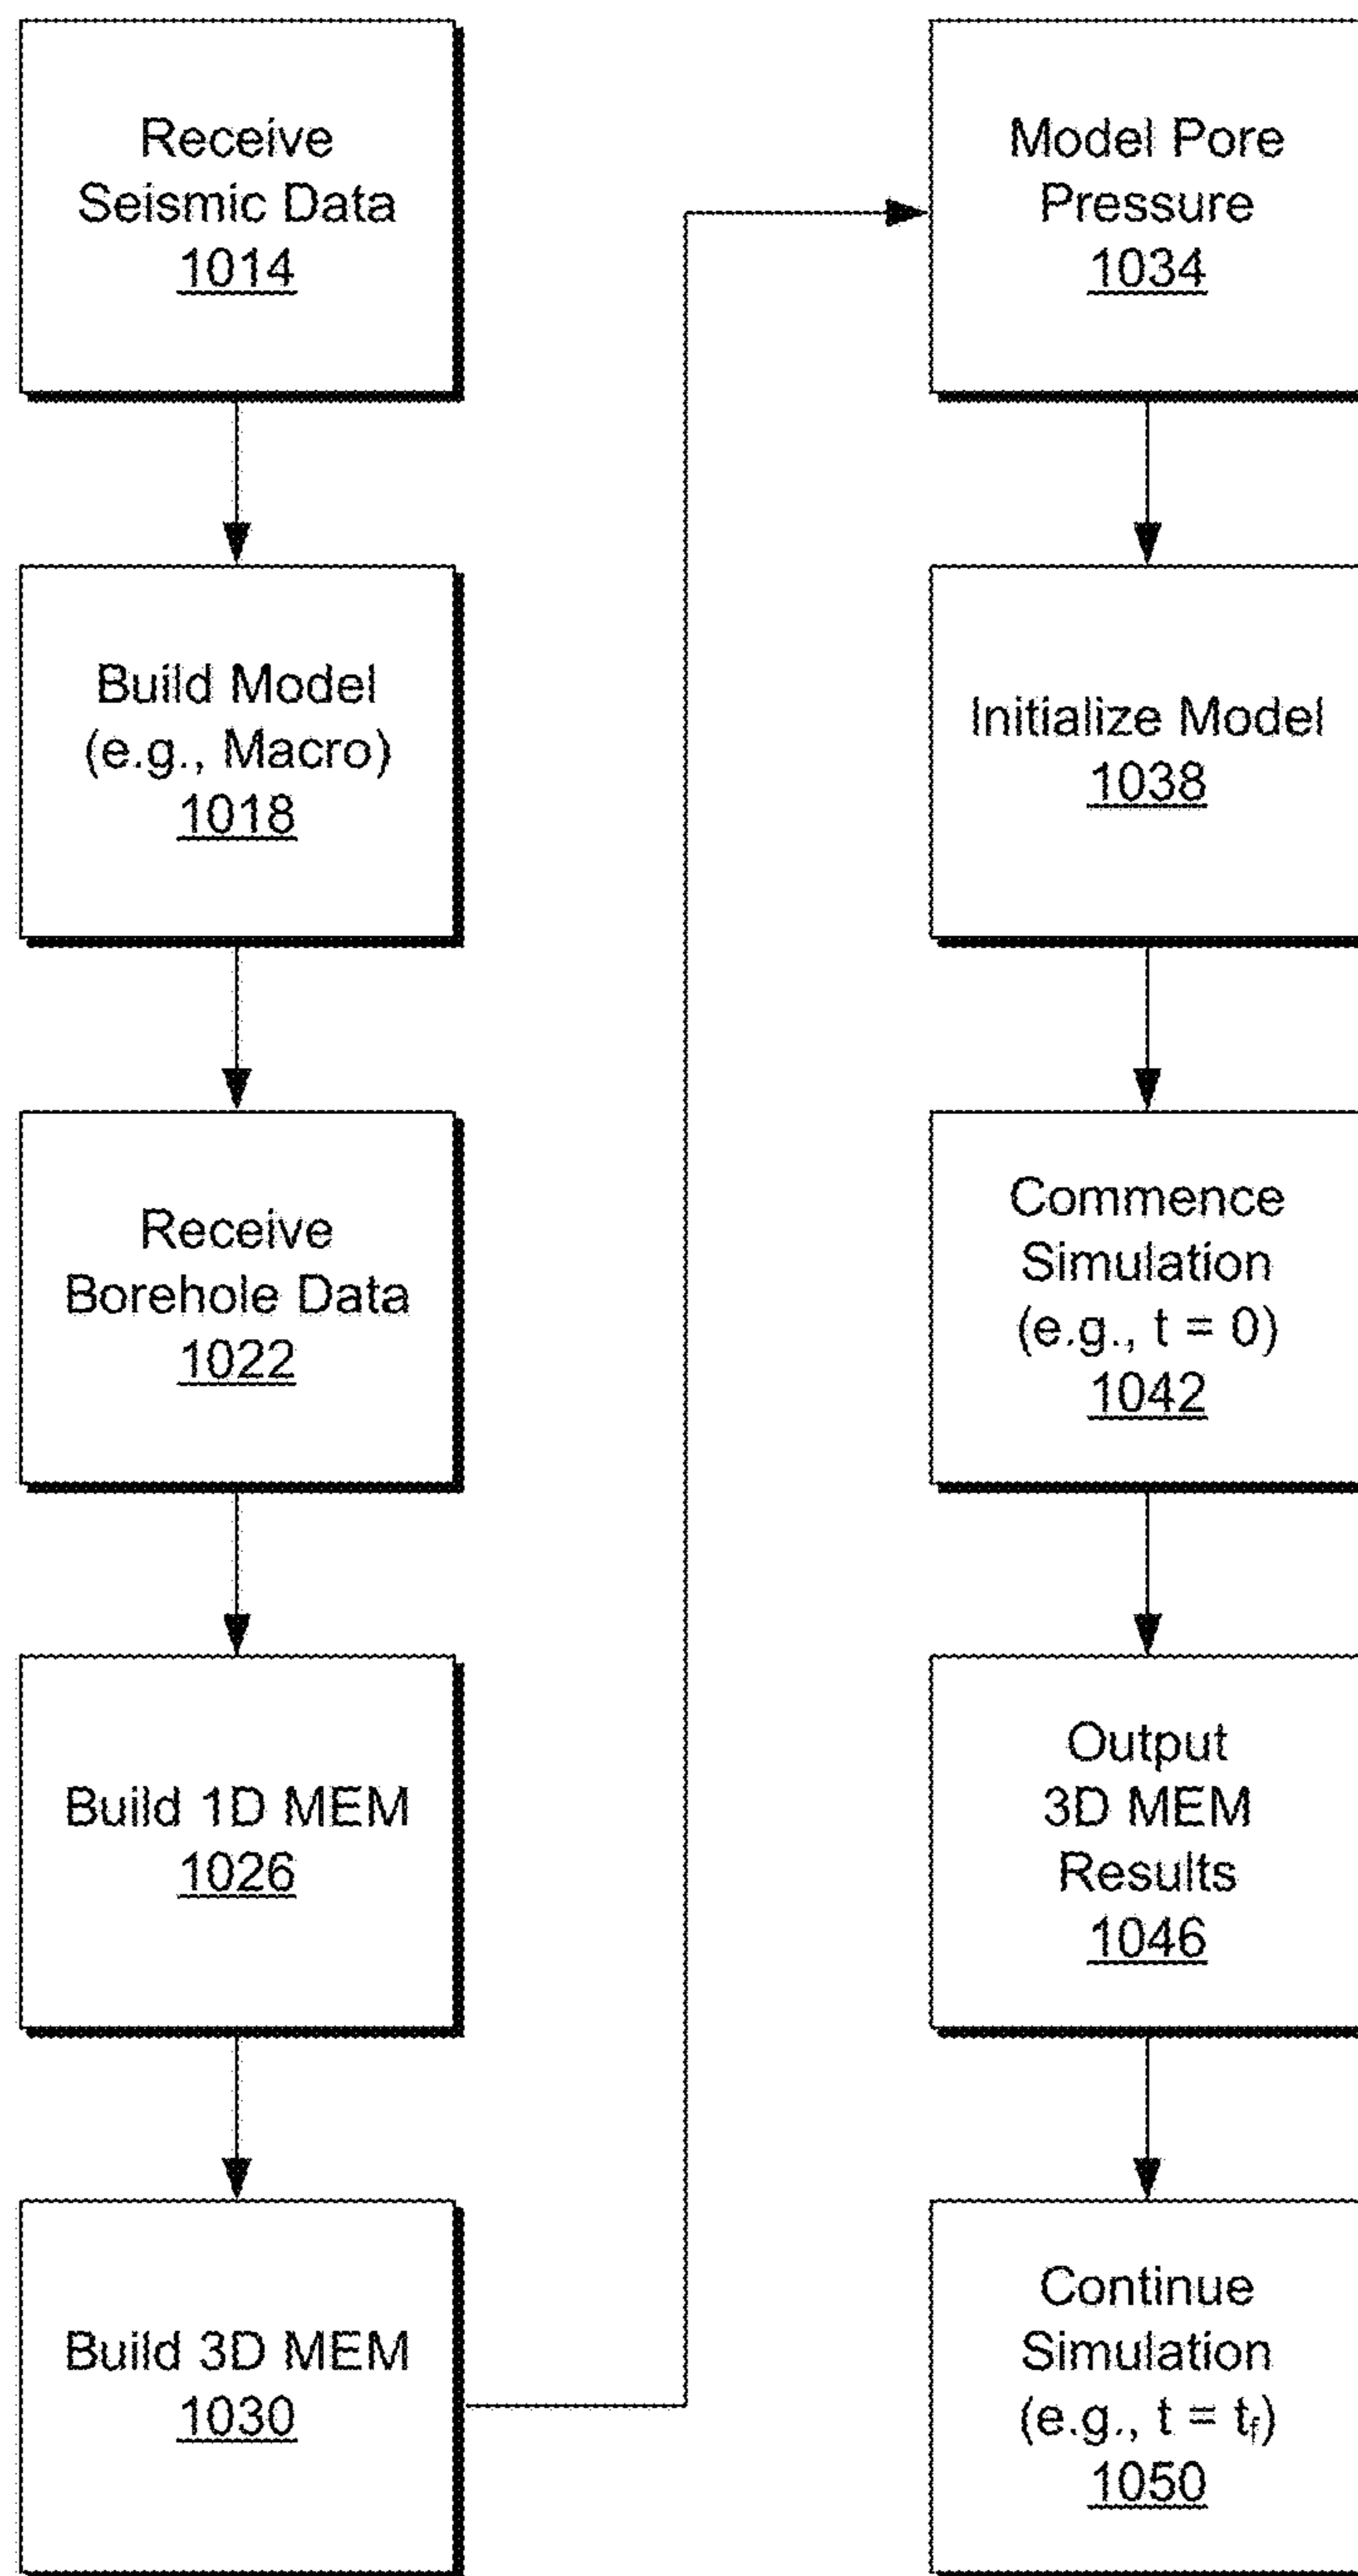 Receive
Seismic Data
1014
Build Model
(e.g., Macro)
1018
Receive
Borehole Data
1022
Build 1D MEM
1026
Build 3D MEM
1030
Model Pore
Pressure
1034
Initialize Model
1038
Commence
Simulation
(e.g., t = 0)
1042
Output
3D MEM
Results
1046
Continue
Simulation
(e.g., t = t_f)
1050